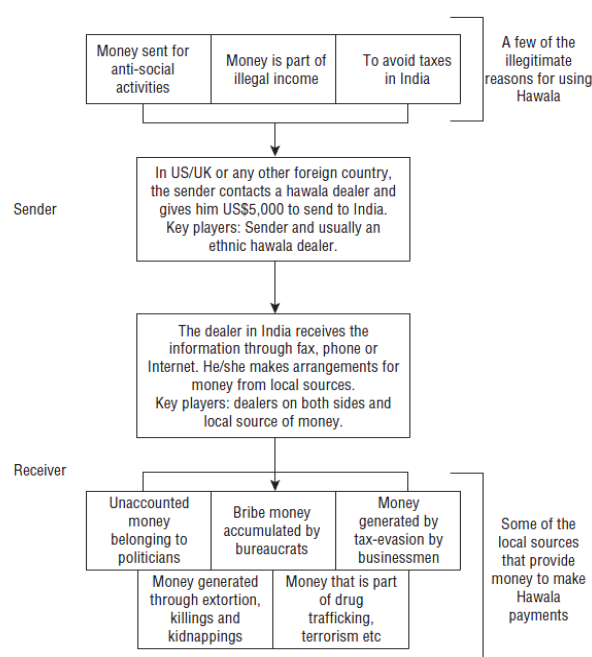 Money sent for
anti-social
activities
Money is part of
illegal income
To avoid taxes
in India
A few of the
illegitimate
reasons for using
Hawala
Sender
In US/UK or any other foreign country,
the sender contacts a hawala dealer and
gives him US$5,000 to send to India.
Key players: Sender and usually an
ethnic hawala dealer.
The dealer in India receives the
information through fax, phone or
Internet. He/she makes arrangements for
money from local sources.
Key players: dealers on both sides and
local source of money.
Receiver
Unaccounted
money
belonging to
politicians
Bribe money
accumulated by
bureaucrats
Money
generated by
tax-evasion by
businessmen
Money generated
through extortion,
killings and
kidnappings
Money that is part
of drug
trafficking,
terrorism etc
Some of the
local sources
that provide
money to make
Hawala
payments